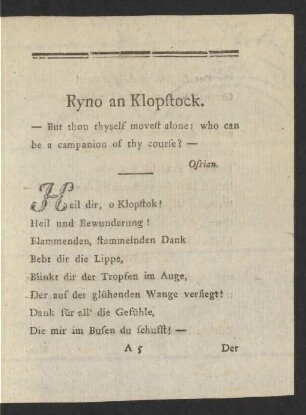 Ryno an Klopſtock.
— But thou thyself moveſt alone: who can
be a campanion of thy courſe? —
Oſsian.
Heil dir, o Klopſtok!
Heil und Bewunderung!
Flammenden, ſtammelnden Dank
Bebt dir die Lippe,
Blinkt dir der Tropfen im Auge,
Der auf der glühenden Wange verſiegt!
Dank für all' die Gefühle,
Die mir im Buſen du ſchufſt! —
A 5 Der